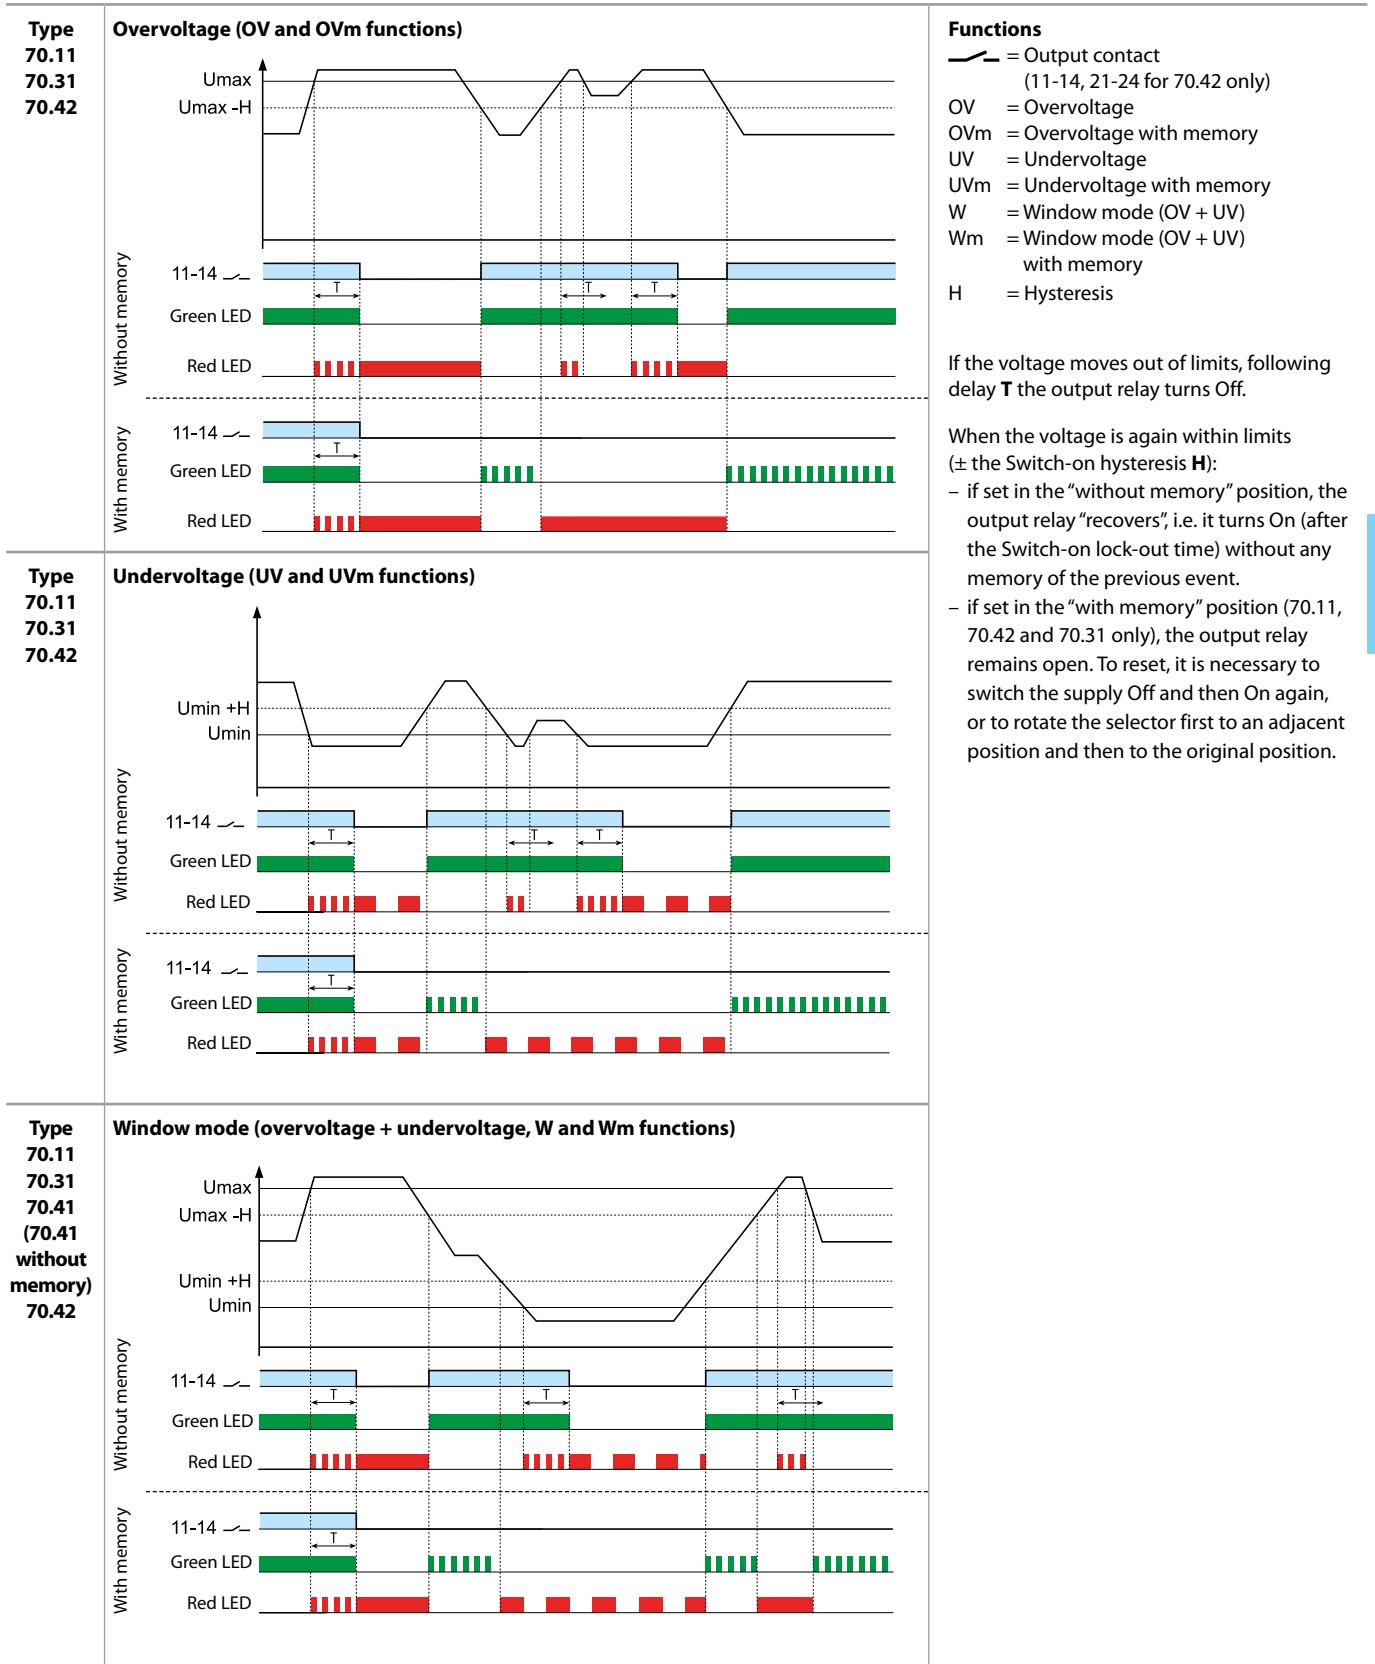 Type
70.11
70.31
70.42
Overvoltage (OV and OVm functions)
Umax
Umax -H
Without memory
11-14
T
T
T
Green LED
Red LED
With memory
11-14
T
Green LED
Red LED
Type
70.11
70.31
70.42
Undervoltage (UV and UVm functions)
Umin +H
Umin
Without memory
11-14
T
T
T
Green LED
Red LED
With memory
11-14
T
Green LED
Red LED
Type
70.11
70.31
70.41
(70.41
without
memory)
70.42
Window mode (overvoltage + undervoltage, W and Wm functions)
Umax
Umax -H
Umin +H
Umin
Without memory
11-14
T
T
T
Green LED
Red LED
With memory
11-14
T
Green LED
Red LED
Functions
= Output contact
(11-14, 21-24 for 70.42 only)
OV = Overvoltage
OVm = Overvoltage with memory
UV = Undervoltage
UVm = Undervoltage with memory
W = Window mode (OV + UV)
Wm = Window mode (OV + UV)
with memory
H = Hysteresis
If the voltage moves out of limits, following
delay T the output relay turns Off.
When the voltage is again within limits
(± the Switch-on hysteresis H):
– if set in the “without memory” position, the
output relay “recovers”, i.e. it turns On (after
the Switch-on lock-out time) without any
memory of the previous event.
– if set in the “with memory” position (70.11,
70.42 and 70.31 only), the output relay
remains open. To reset, it is necessary to
switch the supply Off and then On again,
or to rotate the selector first to an adjacent
position and then to the original position.